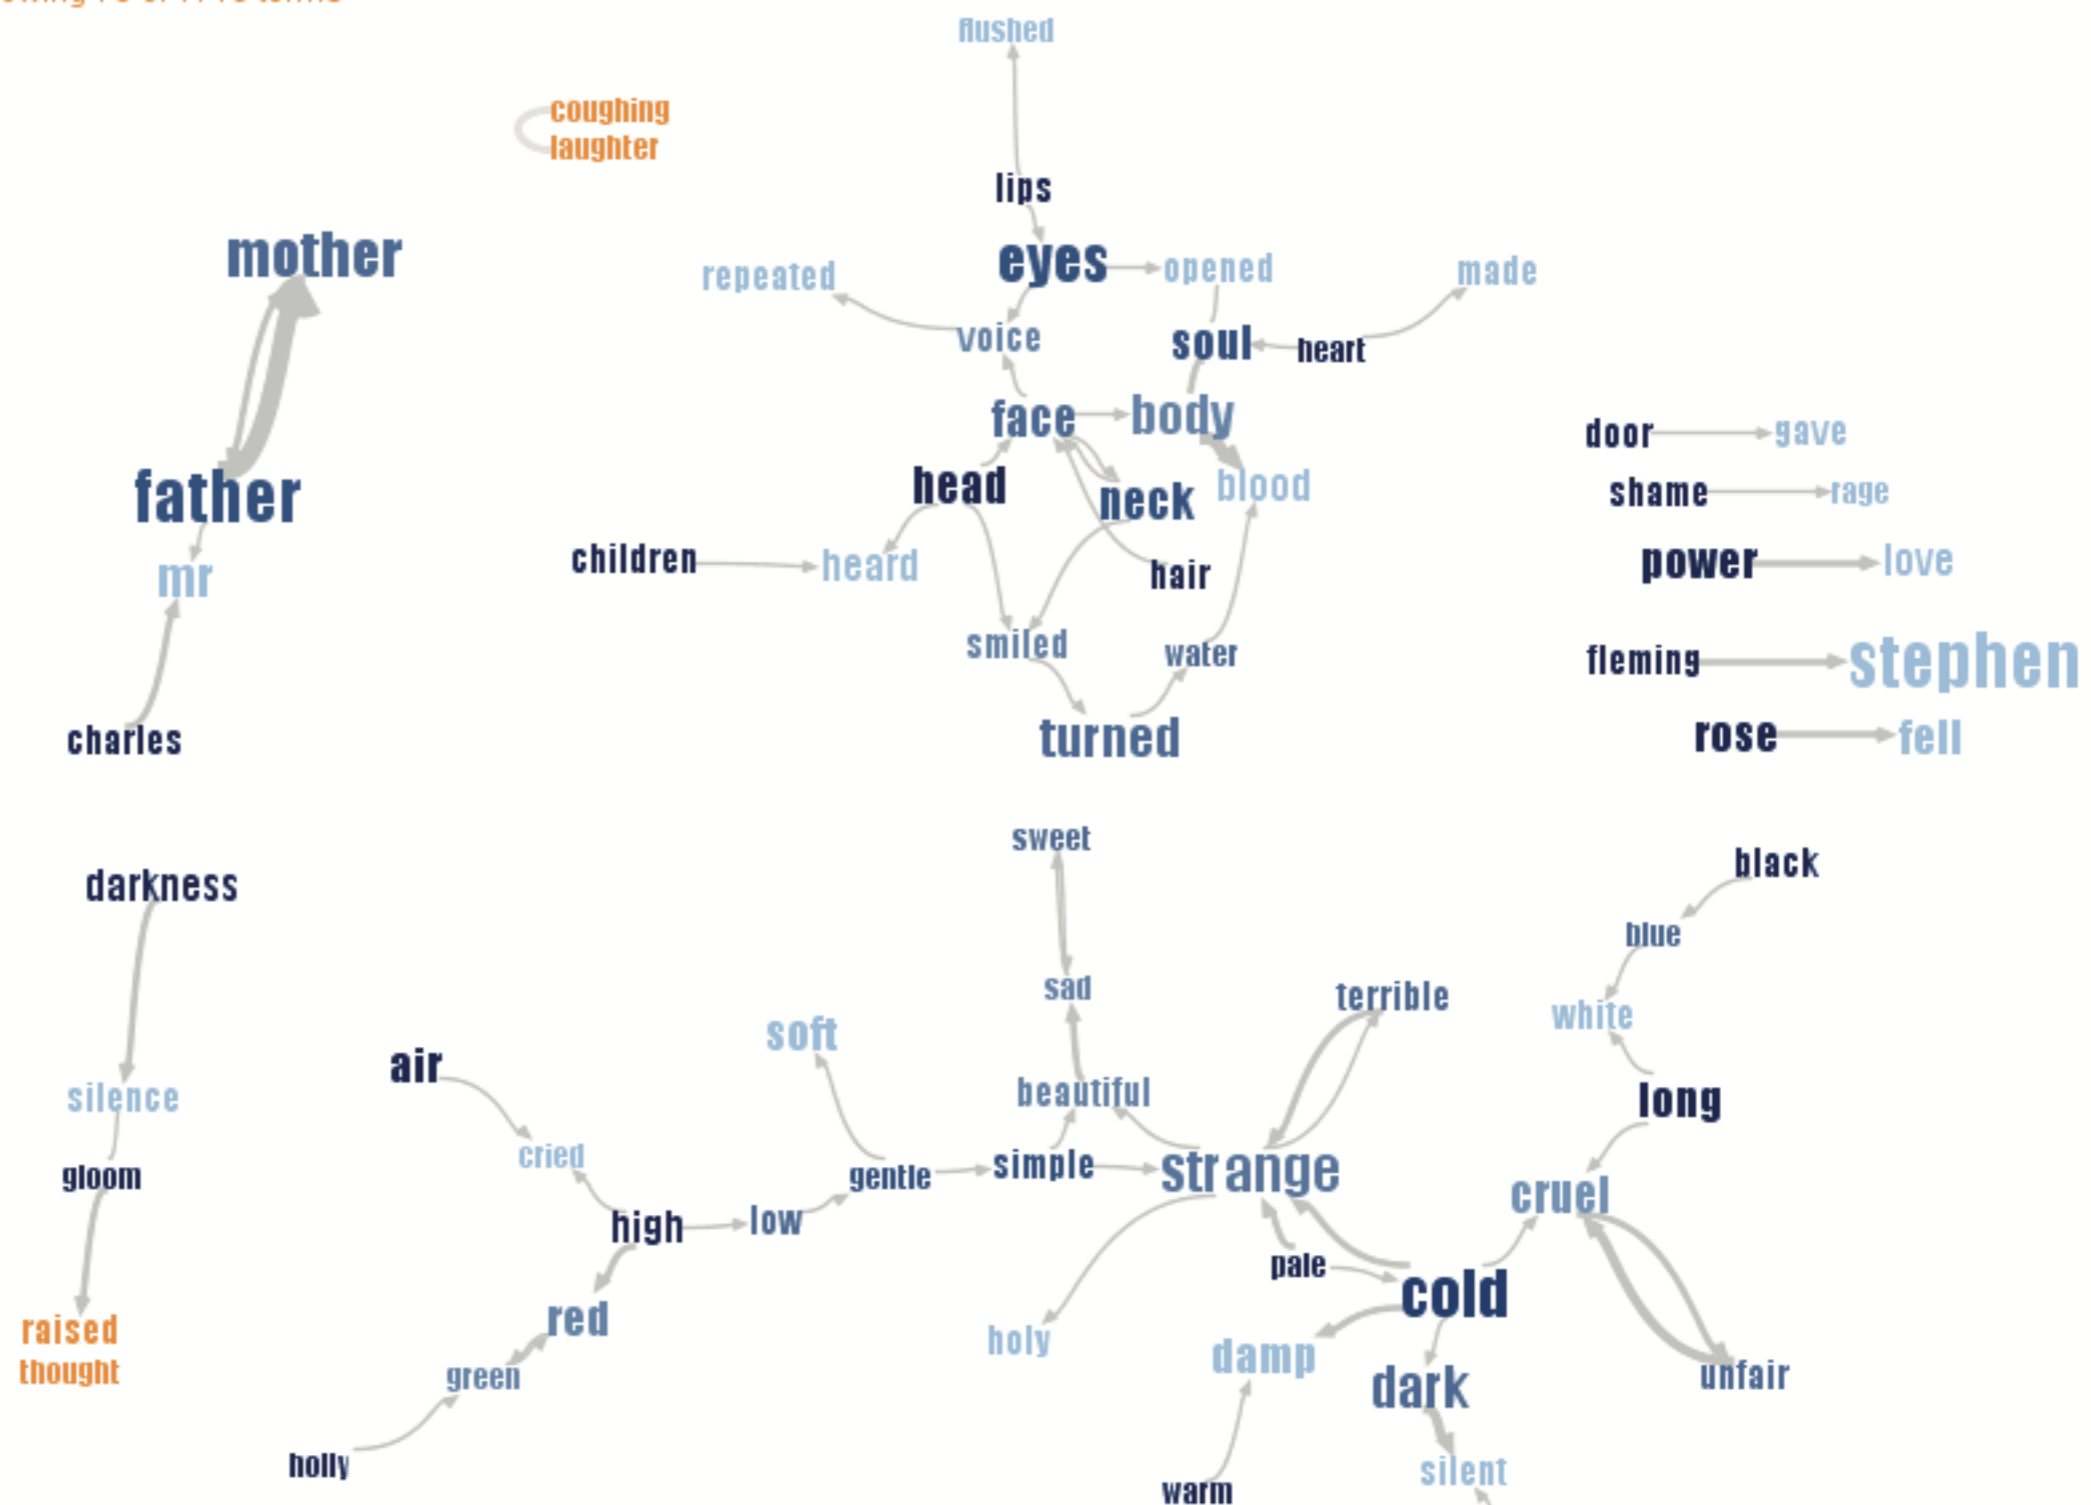 flushed
coughing
laughter
lips
mother
eyes
repeated
opened
made
voice
soul
heart
face
body
door
gave
head
neck
blood
shame
rage
father
children
heard
hair
power
love
mr
smiled
water
fleming
stephen
charles
turned
rose
fell
sweet
darkness
black
blue
sad
terrible
white
soft
air
beautiful
silence
long
cried
gloom
gentle
simple
strange
cruel
high
low
pale
cold
raised
thought
red
holy
damp
green
dark
unfair
holly
warm
silent